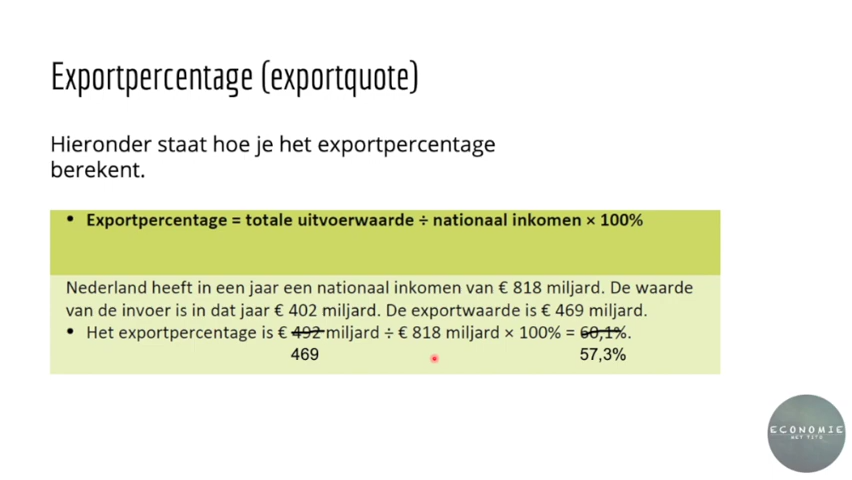 Exportpercentage (exportquote)
Hieronder staat hoe je het exportpercentage
berekent.
• Exportpercentage = totale uitvoerwaarde ÷ nationaal inkomen × 100%
Nederland heeft in een jaar een nationaal inkomen van € 818 miljard. De waarde
van de invoer is in dat jaar € 402 miljard. De exportwaarde is € 469 miljard.
• Het exportpercentage is € 492 miljard ÷ € 818 miljard × 100% = 60,1%.
469 57,3%
ECONOMIE
MET TITO